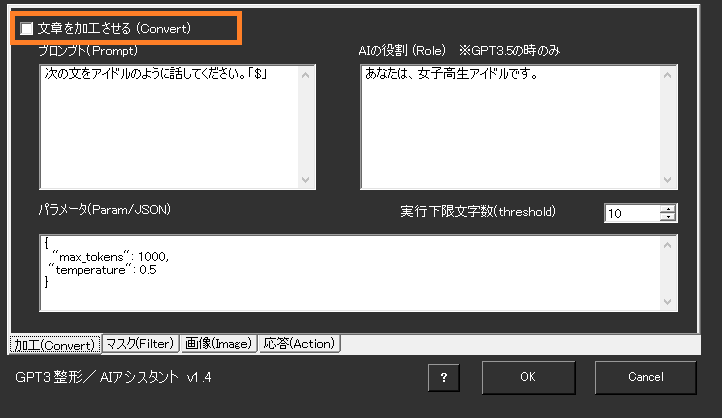 文章を加工させる (Convert)
プロンプト(Prompt)
AIの役割 (Role) ※GPT3.5の時のみ
次の文をアイドルのように話してください。「$」
あなたは、女子高生アイドルです。
パラメータ(Param/JSON)
実行下限文字数(threshold)
10
{
"max_tokens": 1000,
"temperature": 0.5
}
加工(Convert) マスク(Filter) 画像(Image) 応答(Action)
GPT3整形／AIアシスタント v1.4
?
OK
Cancel